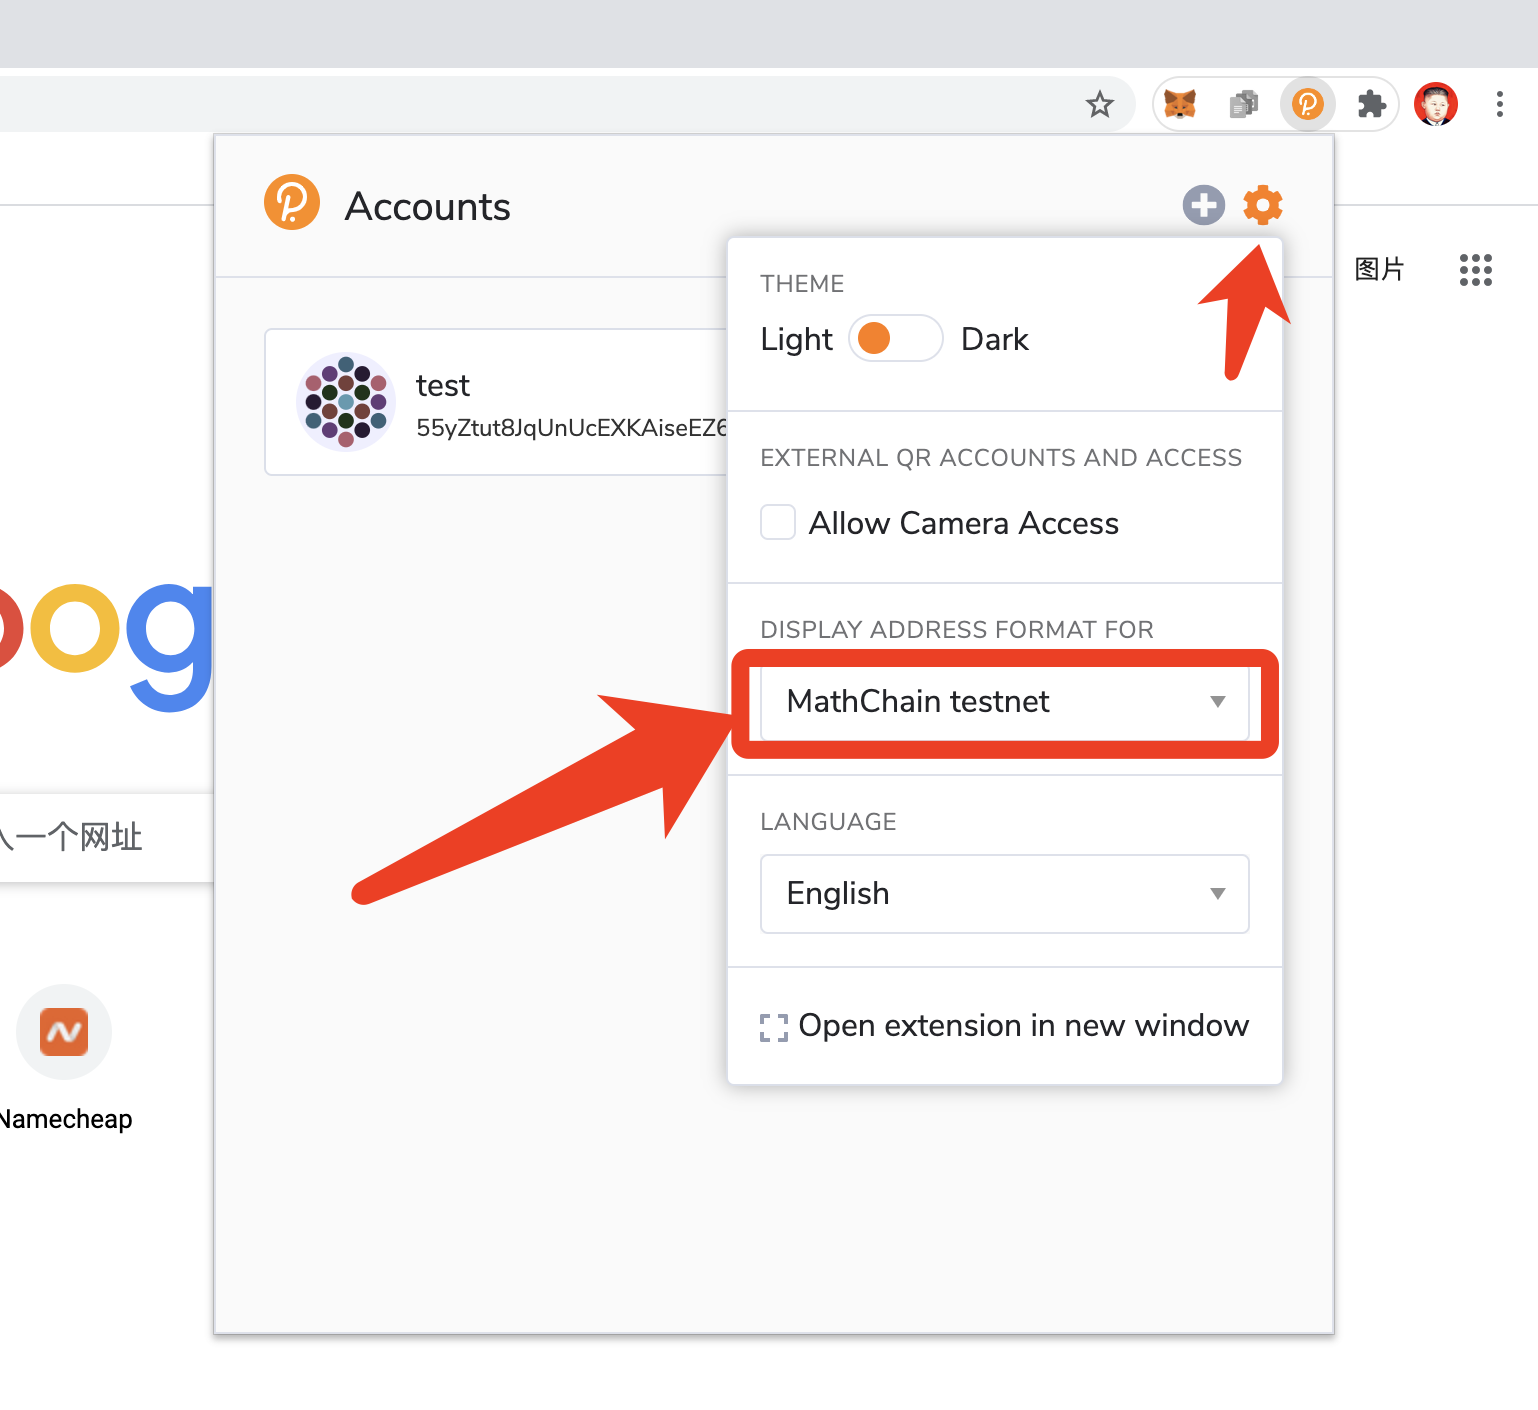 Accounts
图片
THEME
Light Dark
test
55yZtut8JqUnUcEXKAiseEZ6
EXTERNAL QR ACCOUNTS AND ACCESS
Allow Camera Access
DISPLAY ADDRESS FORMAT FOR
oog
MathChain testnet
LANGUAGE
入一个网址
English
Open extension in new window
Namecheap